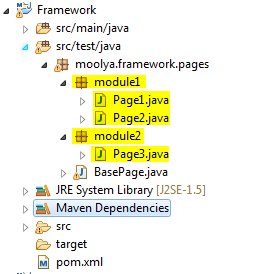 Framework
src/main/java
src/test/java
moolya.framework.pages
module1
Page1.java
Page2.java
module2
Page3.java
BasePage.java
JRE System Library [J2SE-1.5]
Maven Dependencies
src
target
pom.xml